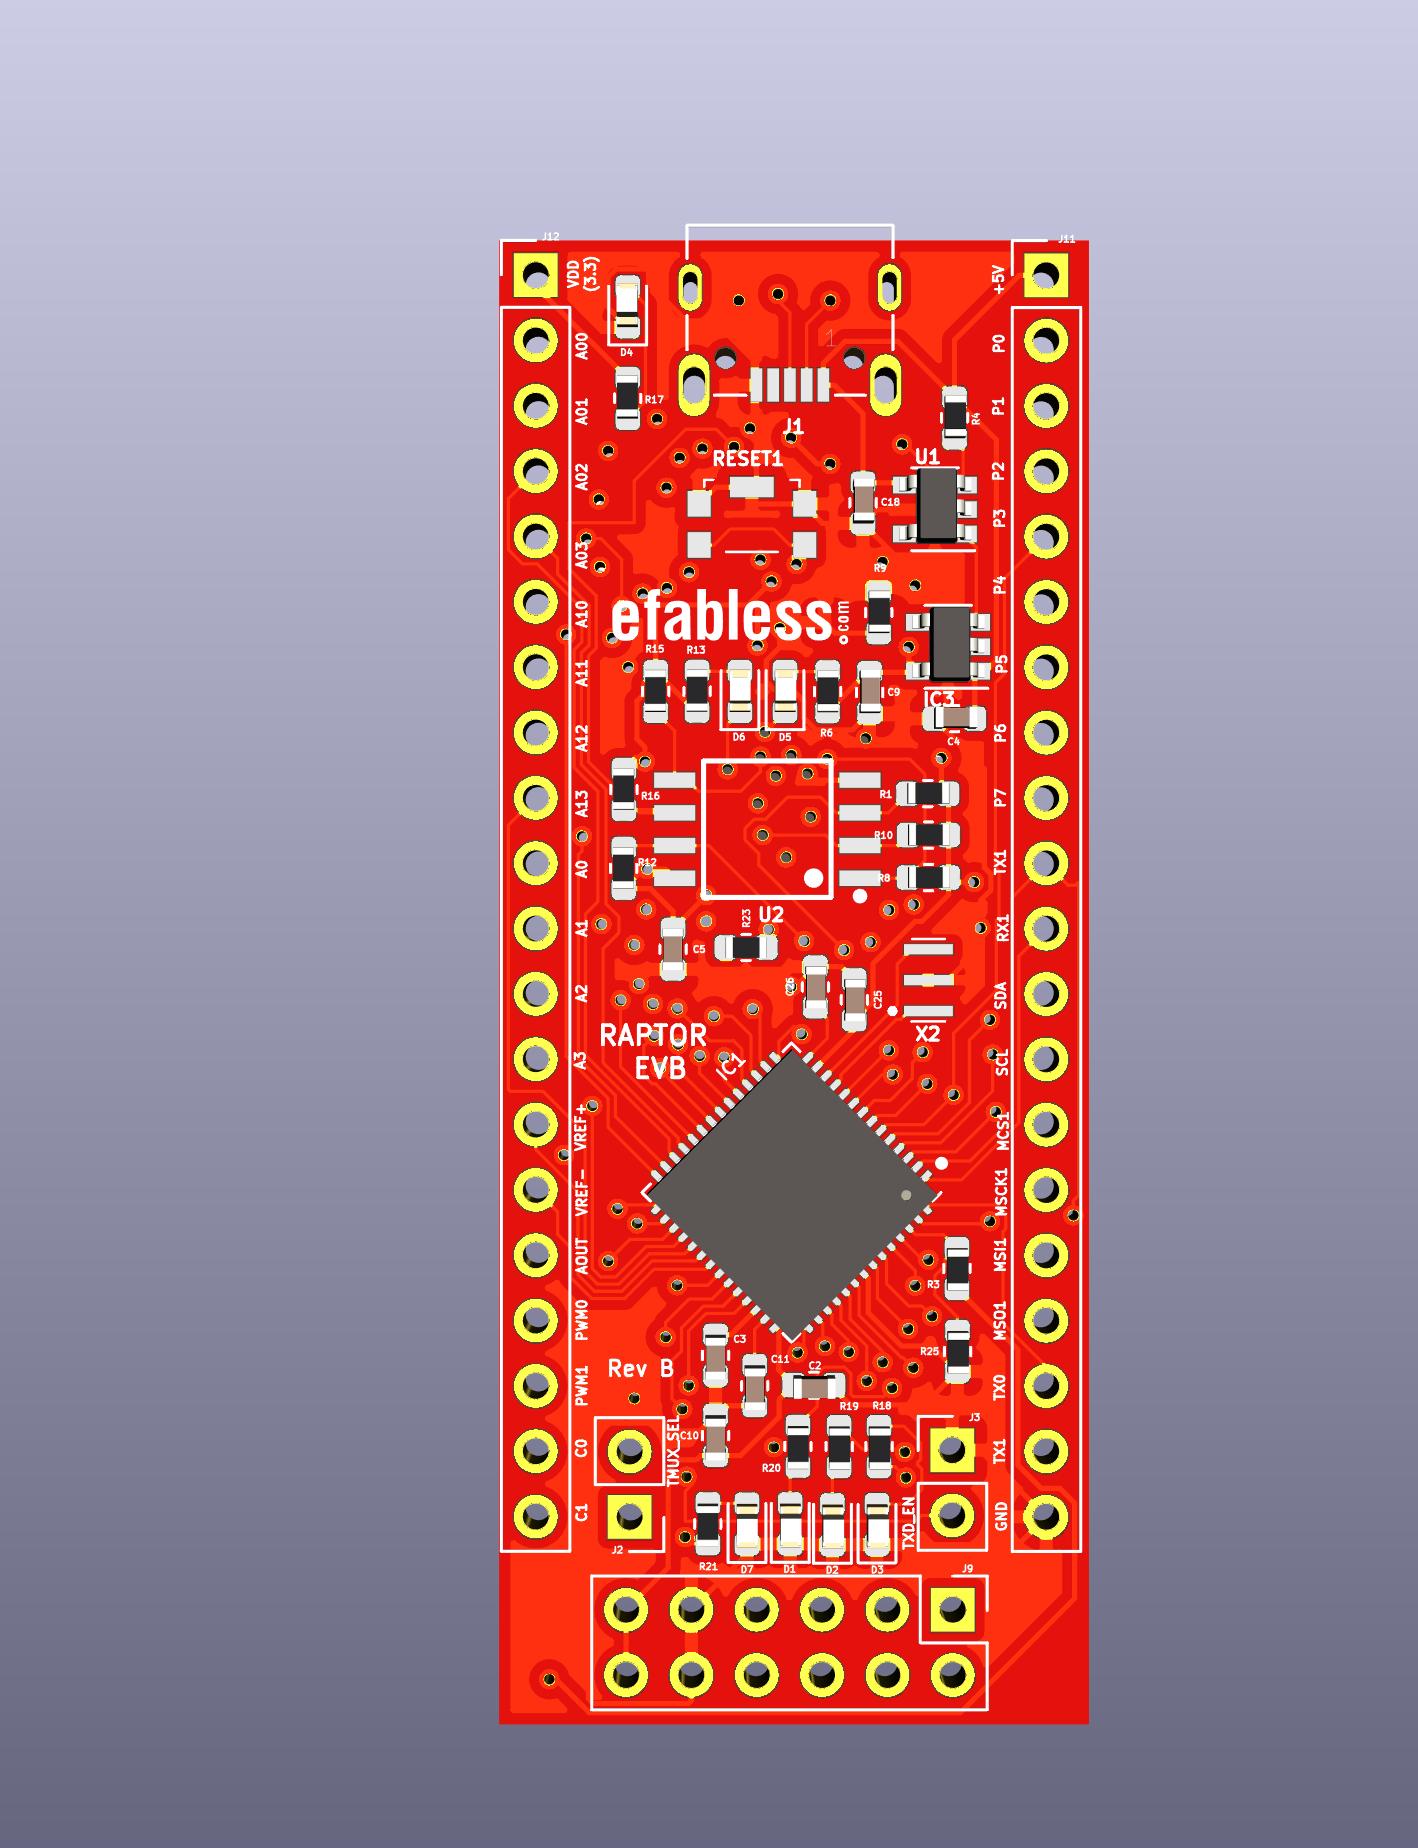 J12
J11
VDD
(3.3)
+5V
A00
P0
D4
1
A01
R17
P1
R4
J1
RESET1
U1
A02
P2
C18
P3
A03
R9
P4
efabless
.com
A10
R15
R13
A11
P5
C9
IC3
D6
D5
R6
C4
A12
P6
R16
R1
A13
P7
R10
R12
R8
A0
TX1
U2
R23
A1
RX1
C5
C26
C25
A2
SDA
RAPTOR
EVB
IC1
X2
A3
SCL
VREF+
MCS1
VREF-
MSCK1
AOUT
MSI1
R3
PWM0
MSO1
C3
R25
C11
C2
Rev B
PWM1
TX0
R19
R18
J3
C10
TMUX_SEL
C0
TX1
R20
C1
TXD_EN
GND
J2
R21
D7
D1
D2
D3
J9